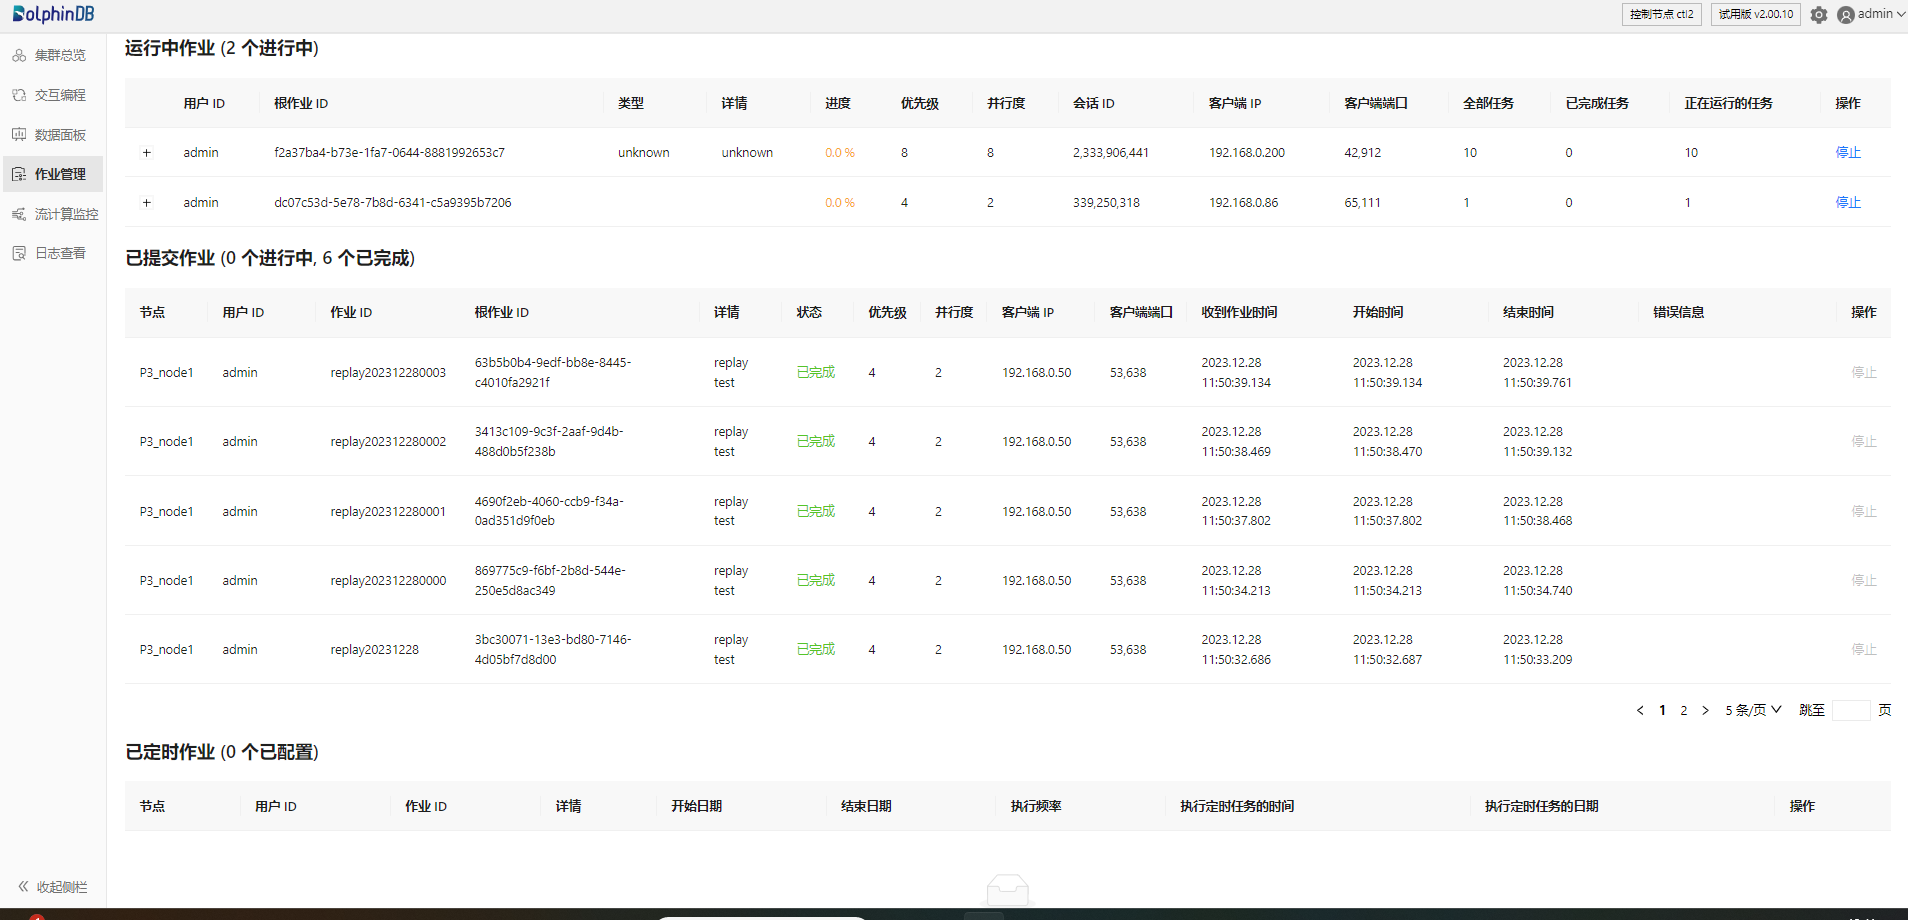 DolphinDB
控制节点 ctl2
试用版 v2.00.10
admin
集群总览
交互编程
数据面板
作业管理
流计算监控
日志查看
收起侧栏
运行中作业 (2 个进行中)
用户 ID 根作业 ID 类型 详情 进度 优先级 并行度 会话 ID 客户端 IP 客户端端口 全部任务 已完成任务 正在运行的任务 操作
+ admin f2a37ba4-b73e-1fa7-0644-8881992653c7 unknown unknown 0.0 % 8 8 2,333,906,441 192.168.0.200 42,912 10 0 10 停止
+ admin dc07c53d-5e78-7b8d-6341-c5a9395b7206 0.0 % 4 2 339,250,318 192.168.0.86 65,111 1 0 1 停止
已提交作业 (0 个进行中, 6 个已完成)
节点 用户 ID 作业 ID 根作业 ID 详情 状态 优先级 并行度 客户端 IP 客户端端口 收到作业时间 开始时间 结束时间 错误信息 操作
63b5b0b4-9edf-bb8e-8445- replay 2023.12.28 2023.12.28 2023.12.28
P3_node1 admin replay202312280003 已完成 4 2 192.168.0.50 53,638 停止
c4010fa2921f test 11:50:39.134 11:50:39.134 11:50:39.761
3413c109-9c3f-2aaf-9d4b- replay 2023.12.28 2023.12.28 2023.12.28
P3_node1 admin replay202312280002 已完成 4 2 192.168.0.50 53,638 停止
488d0b5f238b test 11:50:38.469 11:50:38.470 11:50:39.132
4690f2eb-4060-ccb9-f34a- replay 2023.12.28 2023.12.28 2023.12.28
P3_node1 admin replay202312280001 已完成 4 2 192.168.0.50 53,638 停止
0ad351d9f0eb test 11:50:37.802 11:50:37.802 11:50:38.468
869775c9-f6bf-2b8d-544e- replay 2023.12.28 2023.12.28 2023.12.28
P3_node1 admin replay202312280000 已完成 4 2 192.168.0.50 53,638 停止
250e5d8ac349 test 11:50:34.213 11:50:34.213 11:50:34.740
3bc30071-13e3-bd80-7146- replay 2023.12.28 2023.12.28 2023.12.28
P3_node1 admin replay20231228 已完成 4 2 192.168.0.50 53,638 停止
4d05bf7d8d00 test 11:50:32.686 11:50:32.687 11:50:33.209
< 1 2 > 5 条/页 跳至 页
已定时作业 (0 个已配置)
节点 用户 ID 作业 ID 详情 开始日期 结束日期 执行频率 执行定时任务的时间 执行定时任务的日期 操作